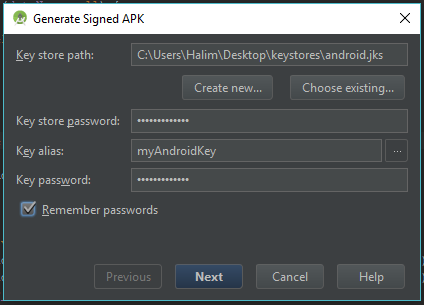 Generate Signed APK
Key store path: C:\Users\Halim\Desktop\keystores\android.jks
Create new... Choose existing...
Key store password: •••••••••••••
Key alias: myAndroidKey ...
Key password: •••••••••••••
Remember passwords
Previous Next Cancel Help